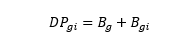 DP_{gi} = B_g + B_{gi}